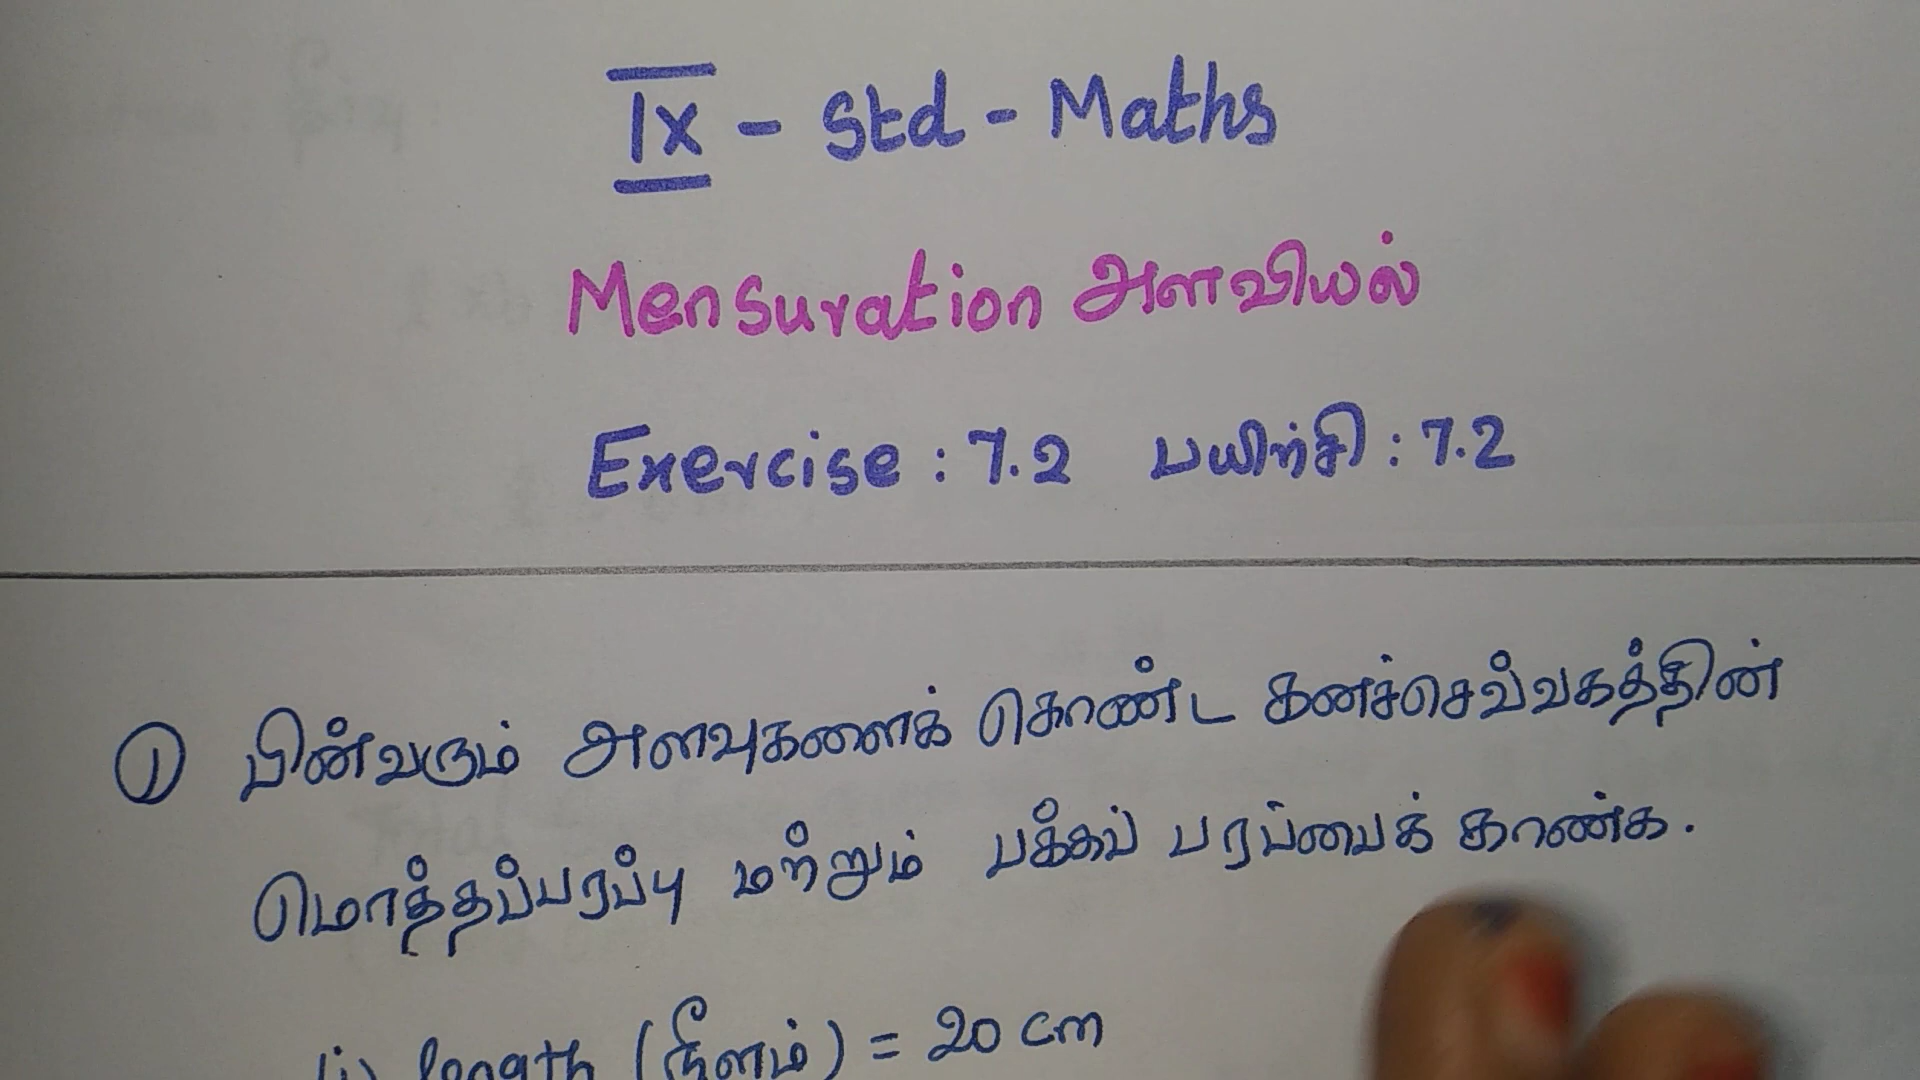 IX - Std - Maths
Mensuration அளவியல்
Exercise : 7.2 பயிற்சி : 7.2
① பின்வரும் அளவுகளைக் கொண்ட கனச்செவ்வகத்தின்
மொத்தப்பரப்பு மற்றும் பக்கப் பரப்பைக் காண்க.
(i) length (நீளம்) = 20 cm